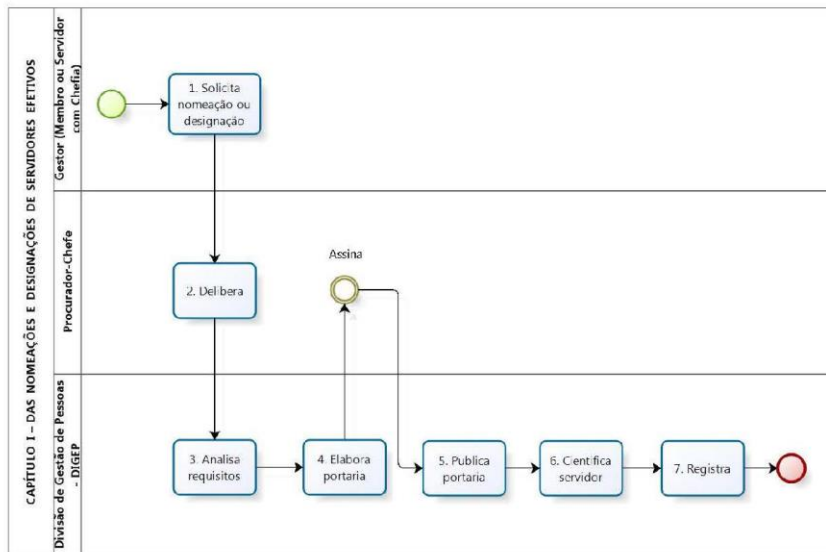 CAPÍTULO I – DAS NOMEAÇÕES E DESIGNAÇÕES DE SERVIDORES EFETIVOS
Gestor (Membro ou Servidor
com Chefia)
1. Solicita
nomeação ou
designação
Procurador-Chefe
Assina
2. Delibera
Divisão de Gestão de Pessoas
- DIGEP
3. Analisa
requisitos
4. Elabora
portaria
5. Publica
portaria
6. Cientifica
servidor
7. Registra